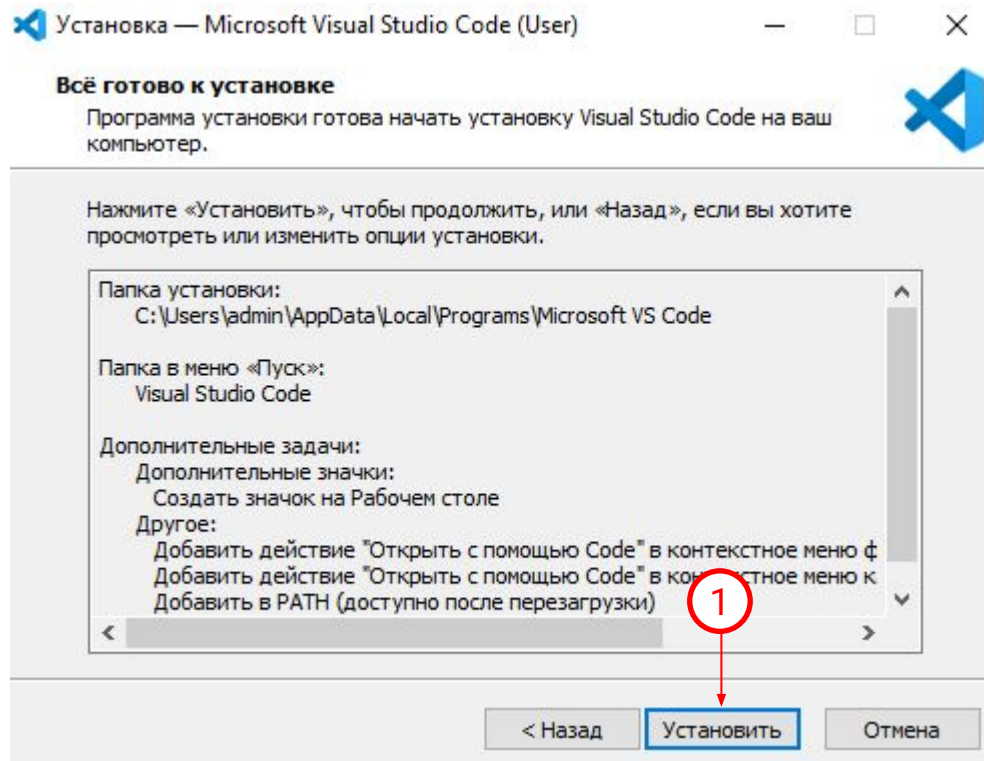 Установка — Microsoft Visual Studio Code (User)
Всё готово к установке
Программа установки готова начать установку Visual Studio Code на ваш
компьютер.
Нажмите «Установить», чтобы продолжить, или «Назад», если вы хотите
просмотреть или изменить опции установки.
Папка установки:
C:\Users\admin\AppData\Local\Programs\Microsoft VS Code
Папка в меню «Пуск»:
Visual Studio Code
Дополнительные задачи:
Дополнительные значки:
Создать значок на Рабочем столе
Другое:
Добавить действие "Открыть с помощью Code" в контекстное меню ф
Добавить действие "Открыть с помощью Code" в контекстное меню к
Добавить в PATH (доступно после перезагрузки)
1
< Назад
Установить
Отмена